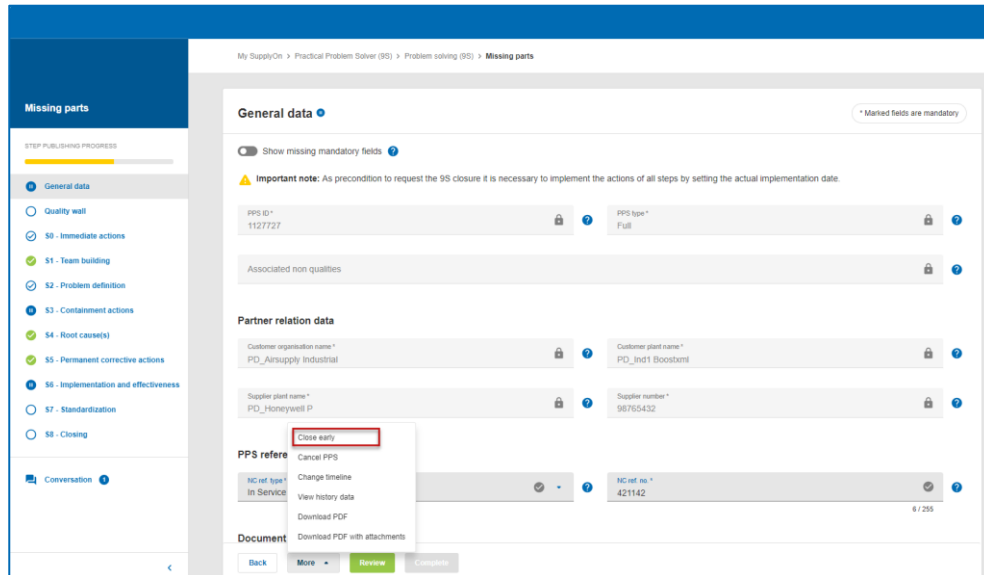 My SupplyOn > Practical Problem Solver (9S) > Problem solving (9S) > Missing parts
Missing parts
STEP PUBLISHING PROGRESS
General data
Quality wall
S0 - Immediate actions
S1 - Team building
S2 - Problem definition
S3 - Containment actions
S4 - Root cause(s)
S5 - Permanent corrective actions
S6 - Implementation and effectiveness
S7 - Standardization
S8 - Closing
Conversation 1
General data
* Marked fields are mandatory
Show missing mandatory fields
Important note: As precondition to request the 9S closure it is necessary to implement the actions of all steps by setting the actual implementation date.
PPS ID *
1127727
PPS type *
Full
Associated non qualities
Partner relation data
Customer organisation name *
PD_Airsupply Industrial
Customer plant name *
PD_Ind1 Boostxml
Supplier plant name *
PD_Honeywell P
Supplier number *
98765432
PPS refere
NC ref. type *
In Service
NC ref. no. *
421142
6 / 255
Document
Close early
Cancel PPS
Change timeline
View history data
Download PDF
Download PDF with attachments
Back
More
Review
Complete